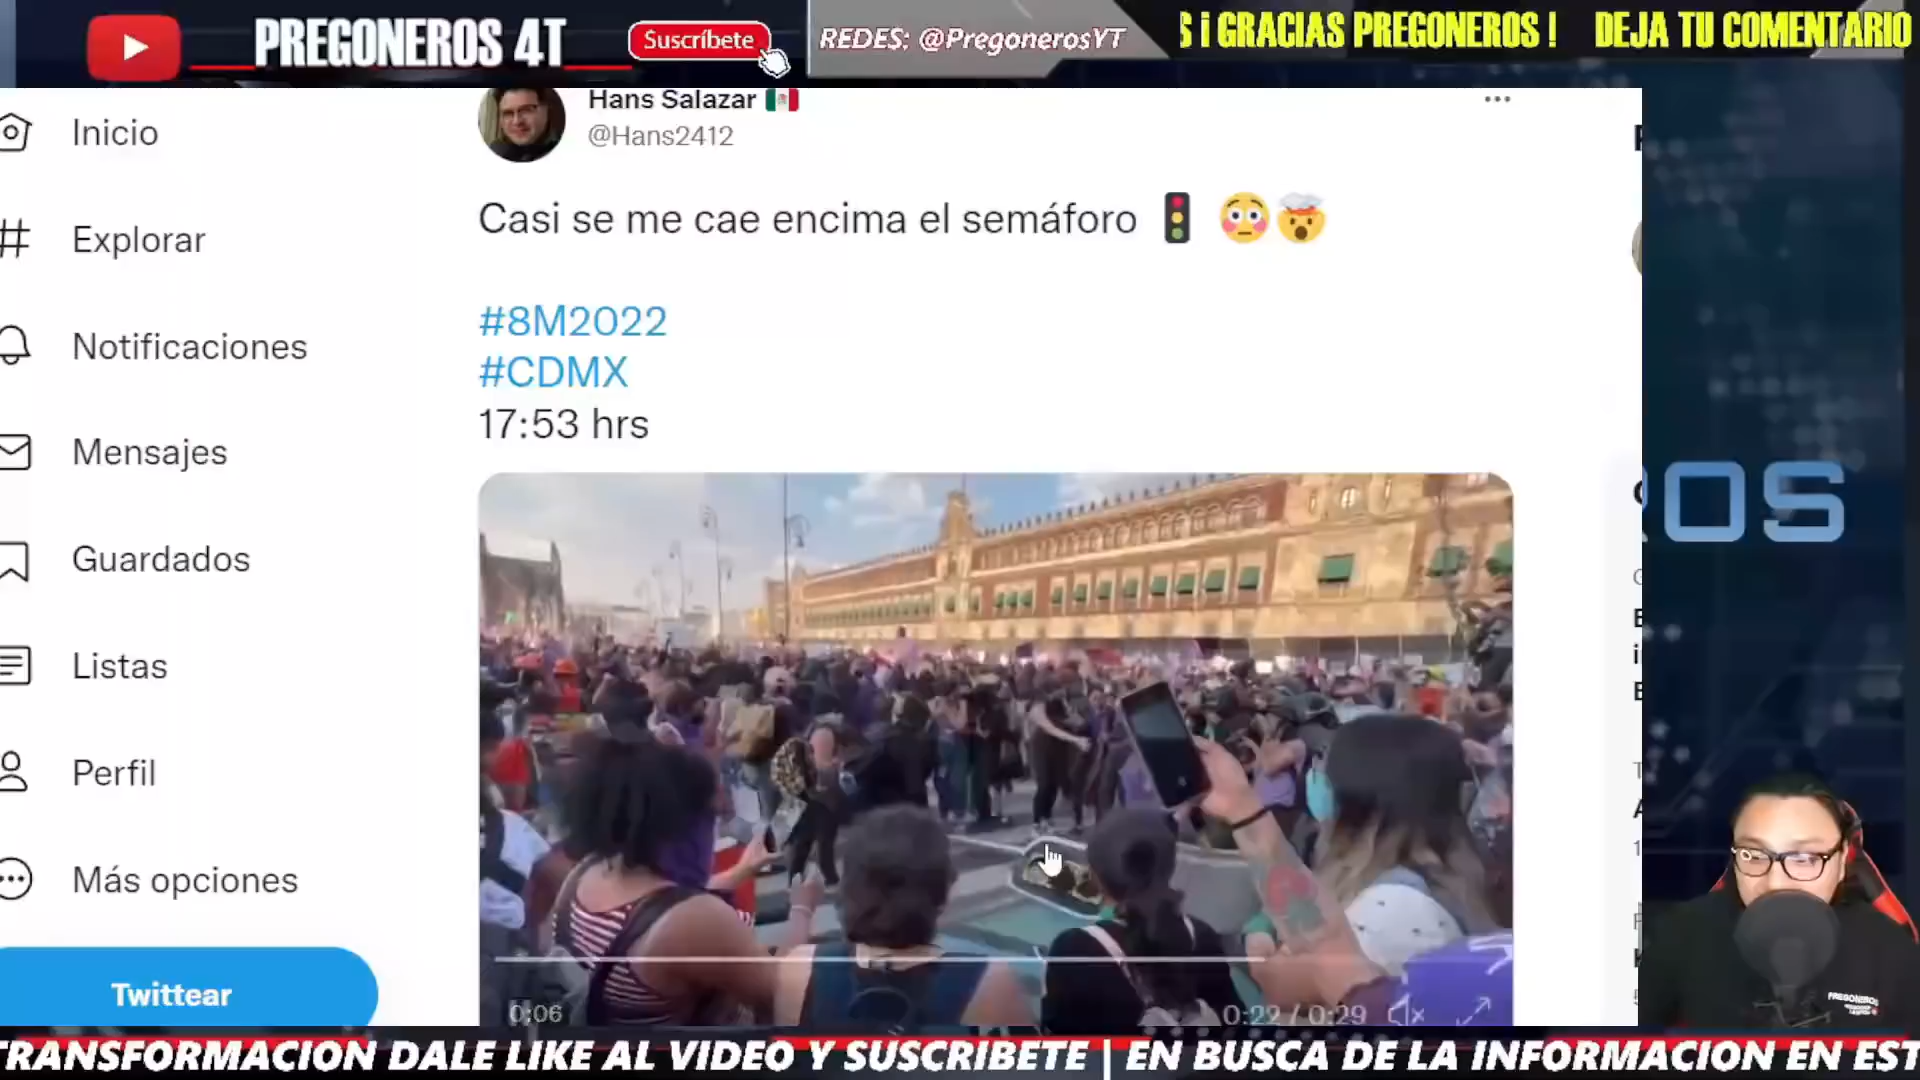 PREGONEROS 4T
Suscríbete
REDES: @PregonerosYT
¡ GRACIAS PREGONEROS !
DEJA TU COMENTARIO
Hans Salazar
@Hans2412
Casi se me cae encima el semáforo
#8M2022
#CDMX
17:53 hrs
Inicio
Explorar
Notificaciones
Mensajes
Guardados
Listas
Perfil
Más opciones
Twittear
0:06
0:22 / 0:29
OS
PREGONEROS
TRANSFORMACION DALE LIKE AL VIDEO Y SUSCRIBETE | EN BUSCA DE LA INFORMACION EN EST